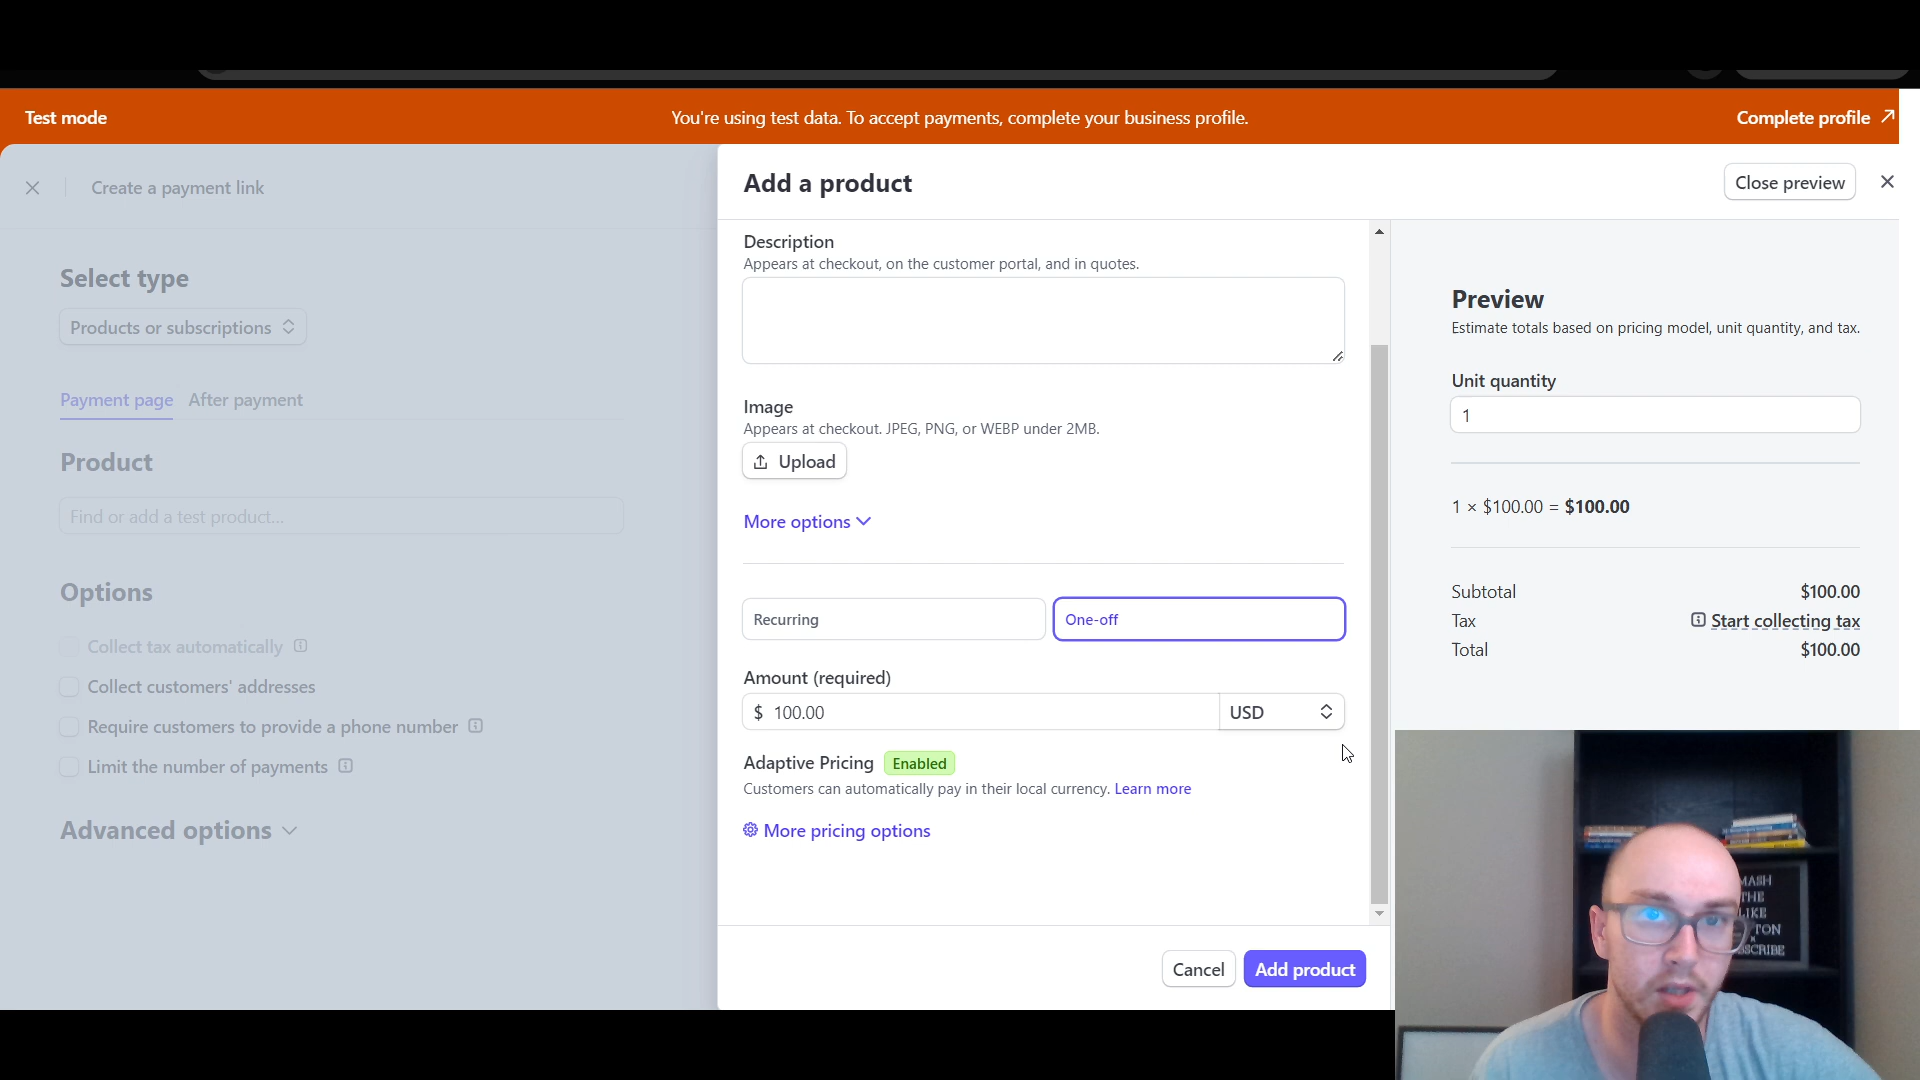 Test mode
You're using test data. To accept payments, complete your business profile.
Complete profile
Create a payment link
Select type
Products or subscriptions
Payment page
After payment
Product
Find or add a test product...
Options
Collect tax automatically
Collect customers' addresses
Require customers to provide a phone number
Limit the number of payments
Advanced options
Add a product
Close preview
Description
Appears at checkout, on the customer portal, and in quotes.
Image
Appears at checkout. JPEG, PNG, or WEBP under 2MB.
Upload
More options
Recurring
One-off
Amount (required)
$ 100.00
USD
Adaptive Pricing Enabled
Customers can automatically pay in their local currency. Learn more
More pricing options
Cancel
Add product
Preview
Estimate totals based on pricing model, unit quantity, and tax.
Unit quantity
1
1 × $100.00 = $100.00
Subtotal $100.00
Tax Start collecting tax
Total $100.00
THE